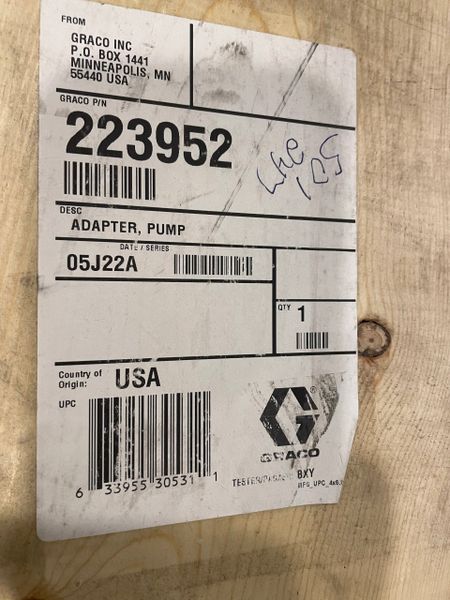 FROM
GRACO INC
P.O. BOX 1441
MINNEAPOLIS, MN
55440 USA
GRACO P/N
223952
DESC
ADAPTER, PUMP
DATE / SERIES
05J22A
QTY 1
Country of
Origin: USA
UPC
6 33955 30531 1
GRACO
BXY